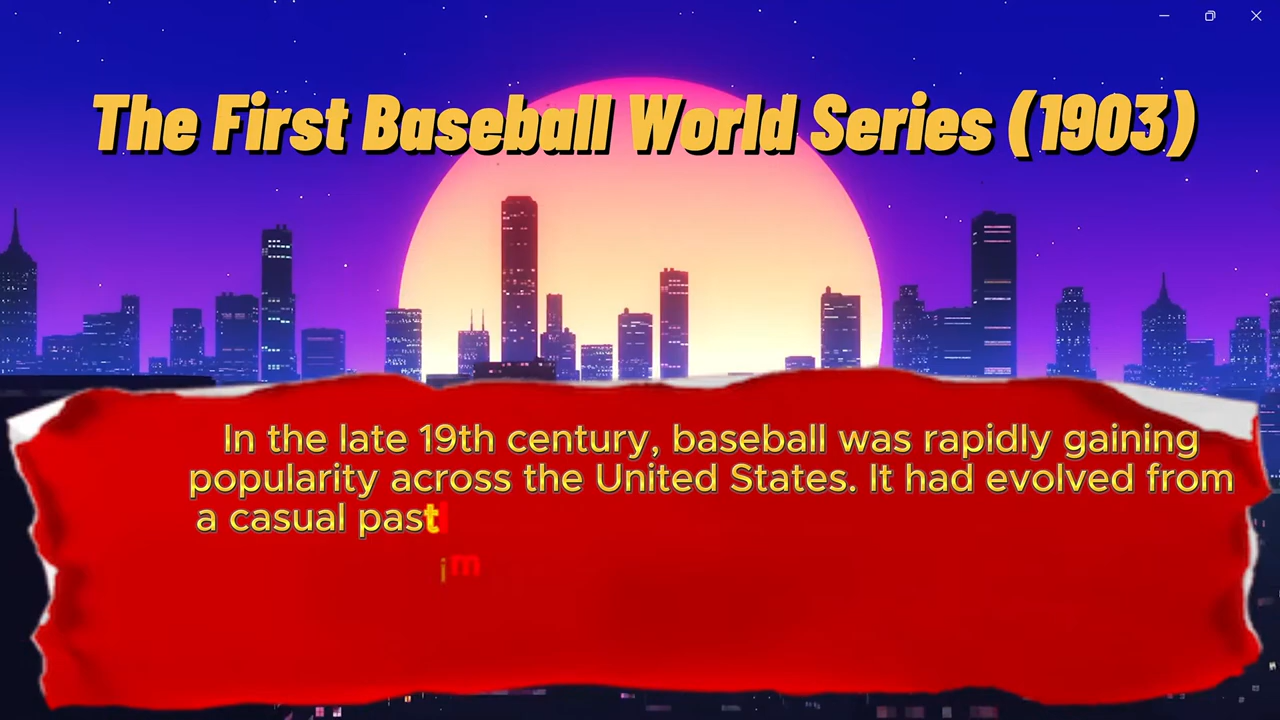 The First Baseball World Series (1903)
In the late 19th century, baseball was rapidly gaining
popularity across the United States. It had evolved from
a casual past
im